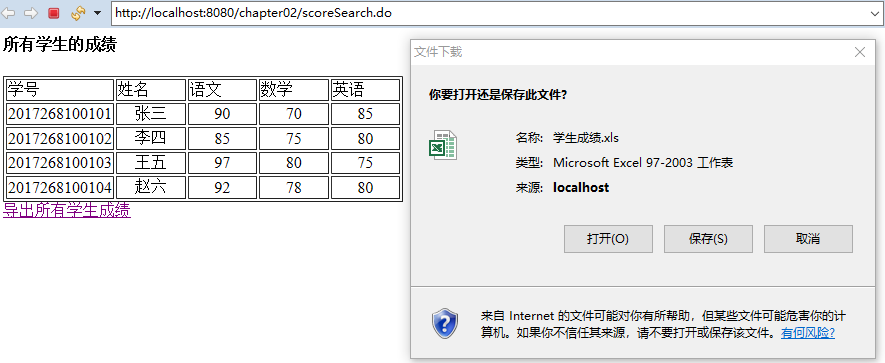 http://localhost:8080/chapter02/scoreSearch.do
所有学生的成绩
学号 姓名 语文 数学 英语
2017268100101 张三 90 70 85
2017268100102 李四 85 75 80
2017268100103 王五 97 80 75
2017268100104 赵六 92 78 80
导出所有学生成绩
文件下载
你要打开还是保存此文件?
名称: 学生成绩.xls
类型: Microsoft Excel 97-2003 工作表
来源: localhost
打开(O) 保存(S) 取消
来自 Internet 的文件可能对你有所帮助，但某些文件可能危害你的计
算机。如果你不信任其来源，请不要打开或保存该文件。有何风险?